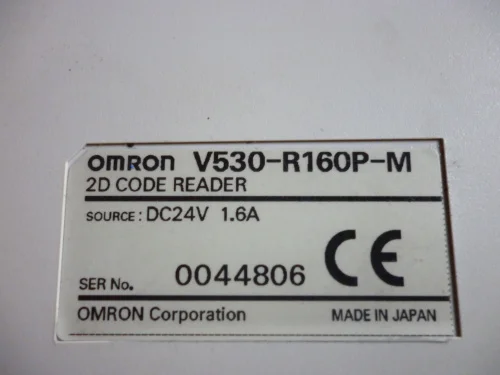 OMRON V530-R160P-M
2D CODE READER
SOURCE : DC24V 1.6A
SER No. 0044806 CE
OMRON Corporation MADE IN JAPAN